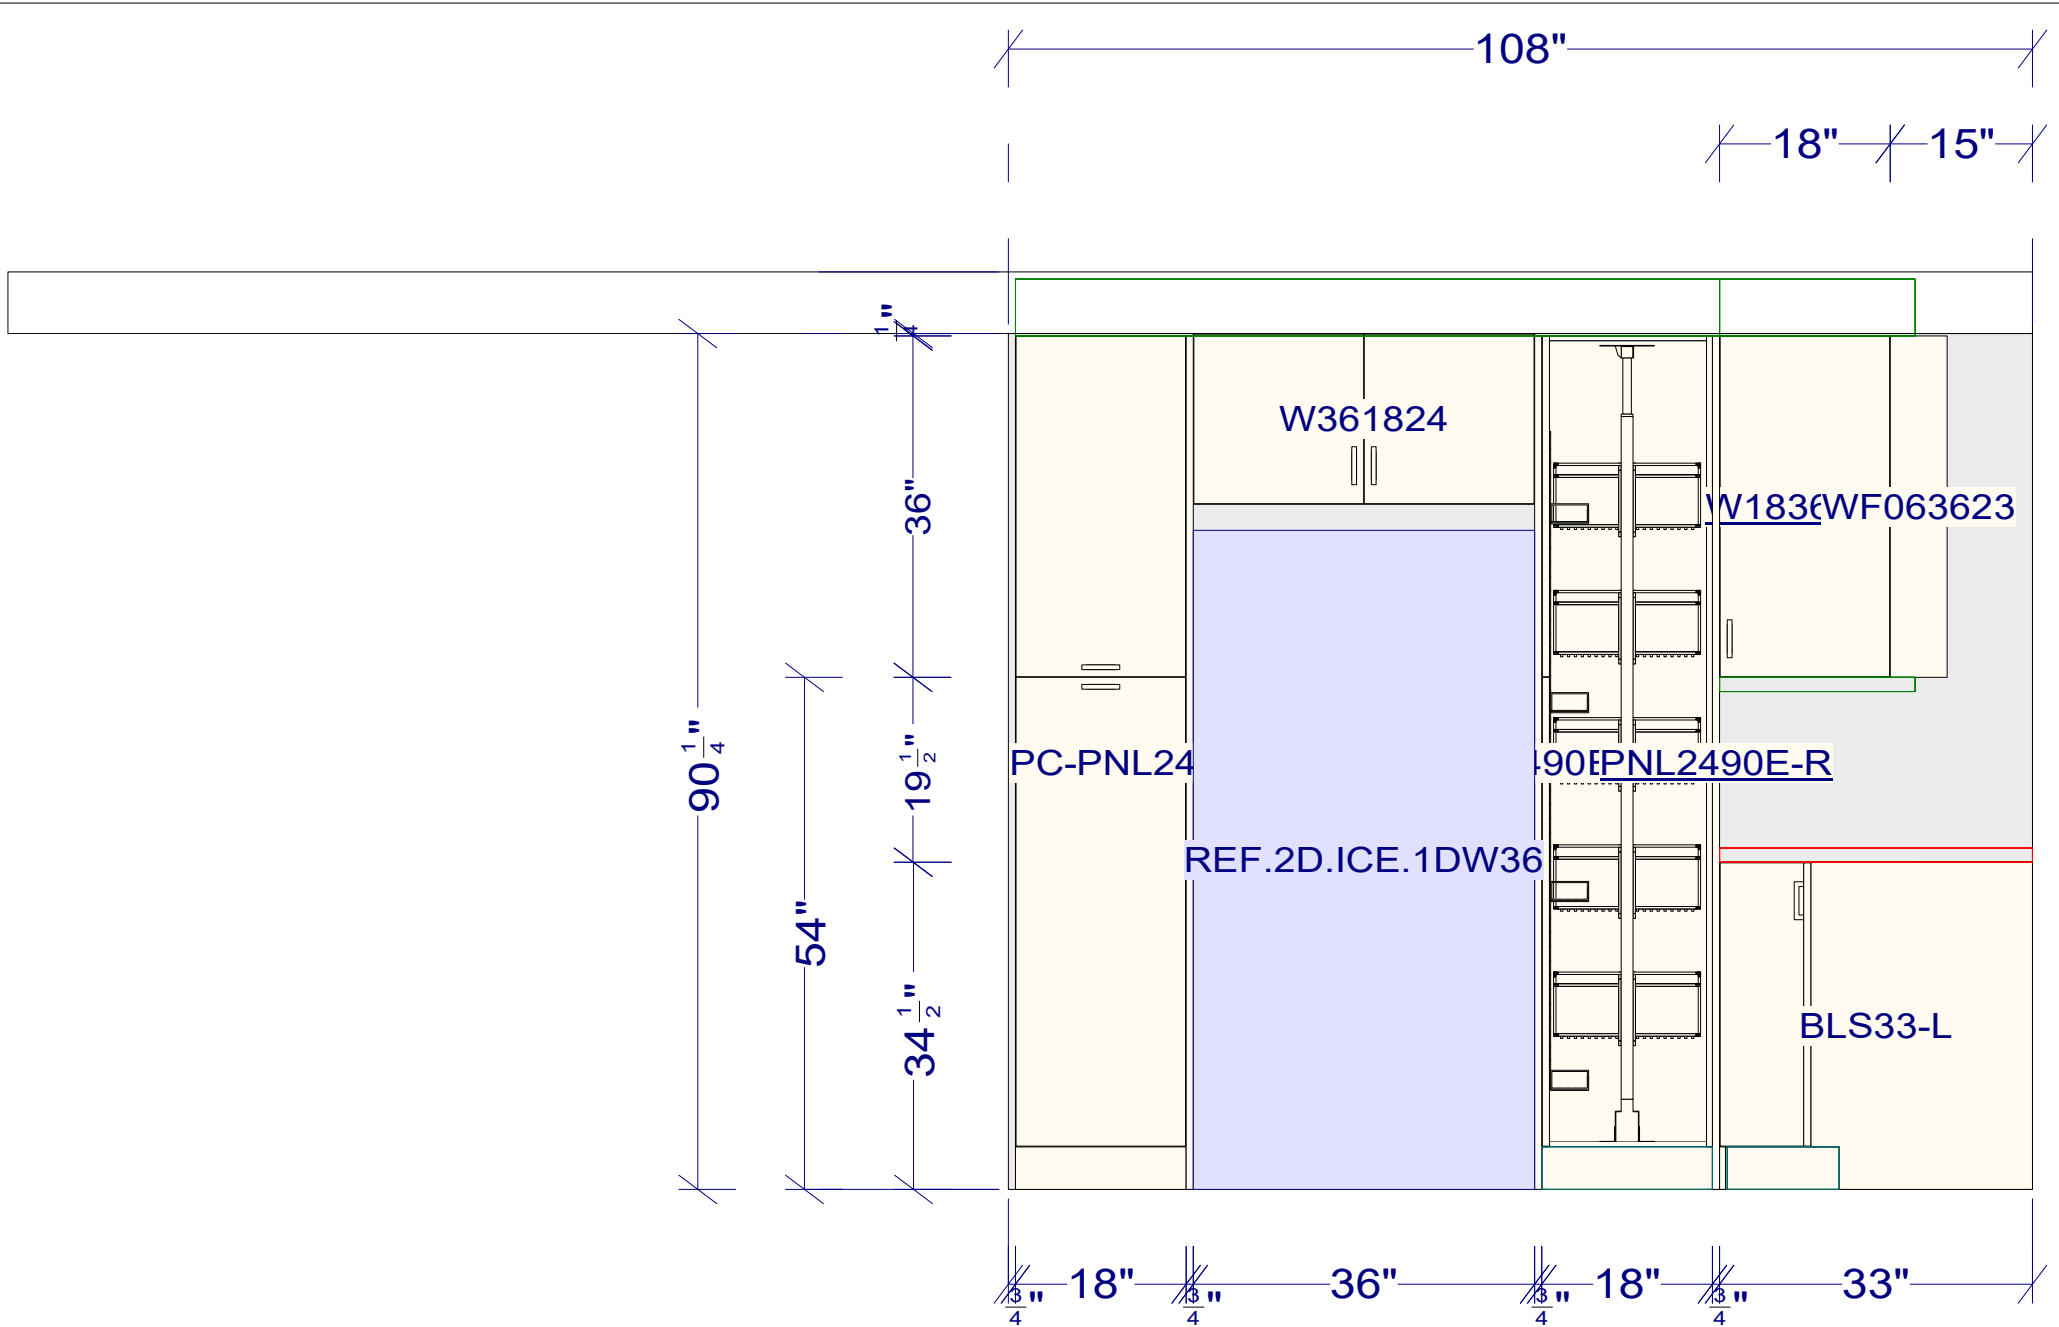 108"
18" 15"
1/4"
W361824
36"
W1836 WF063623
90 1/4"
19 1/2"
PC-PNL24
490E PNL2490E-R
REF.2D.ICE.1DW36
54"
34 1/2"
BLS33-L
3/4" 18" 3/4" 36" 3/4" 18" 3/4" 33"